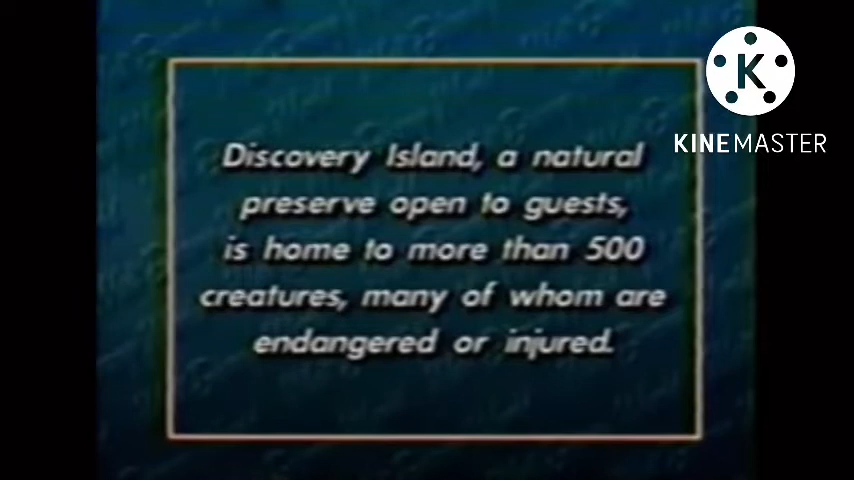 Discovery Island, a natural
preserve open to guests,
is home to more than 500
creatures, many of whom are
endangered or injured.
K
KINEMASTER